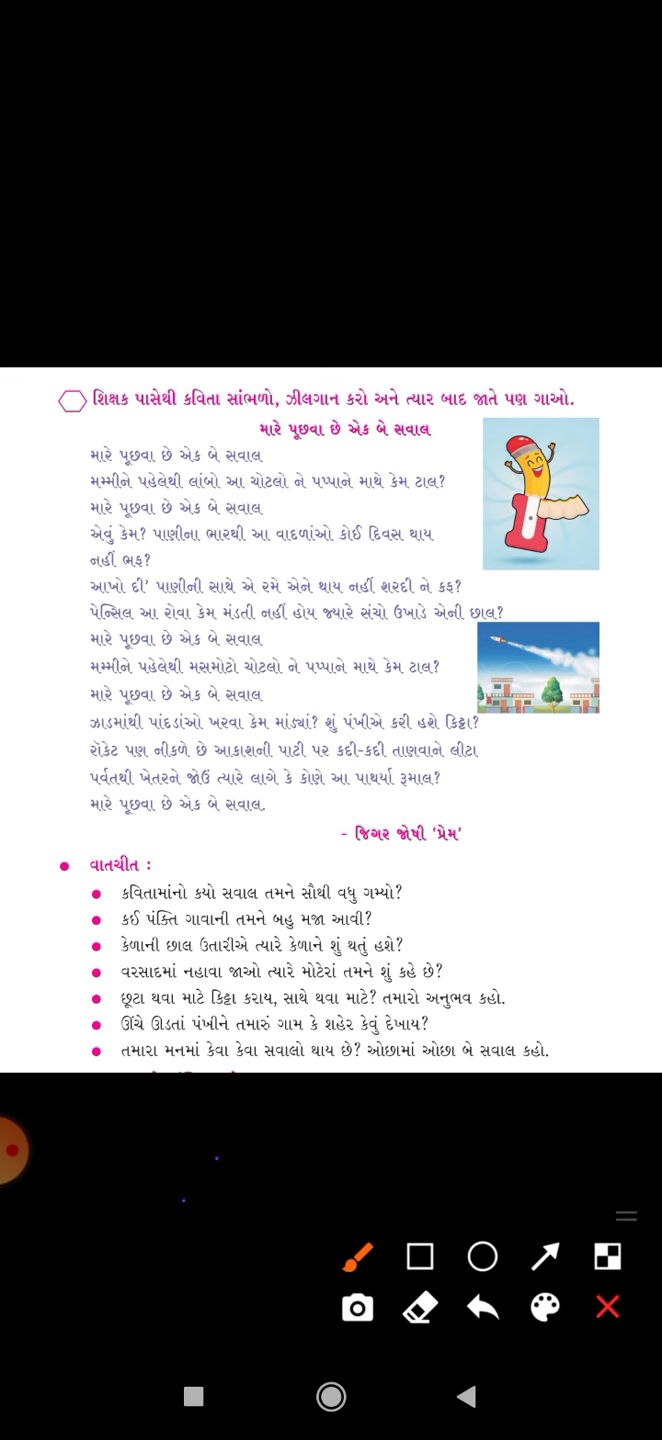 શિક્ષક પાસેથી કવિતા સાંભળો, ઝીલગાન કરો અને ત્યાર બાદ જાતે પણ ગાઓ.
મારે પૂછવા છે એક બે સવાલ
મારે પૂછવા છે એક બે સવાલ
મમ્મીને પહેલેથી લાંબો આ ચોટલો ને પપ્પાને માથે કેમ ટાલ?
મારે પૂછવા છે એક બે સવાલ
એવું કેમ? પાણીના ભારથી આ વાદળાંઓ કોઈ દિવસ થાય
નહીં ભફ?
આખો દી’ પાણીની સાથે એ રમે એને થાય નહીં શરદી ને કફ?
પેન્સિલ આ રોવા કેમ મંડતી નહીં હોય જ્યારે સંચો ઉખાડે એની છાલ?
મારે પૂછવા છે એક બે સવાલ
મમ્મીને પહેલેથી મસમોટો ચોટલો ને પપ્પાને માથે કેમ ટાલ?
મારે પૂછવા છે એક બે સવાલ
ઝાડમાંથી પાંદડાંઓ ખરવા કેમ માંડ્યાં? શું પંખીએ કરી હશે કિટ્ટા?
રૉકેટ પણ નીકળે છે આકાશની પાટી પર કદી-કદી તાણવાને લીટા
પર્વતથી ખેતરને જોઉં ત્યારે લાગે કે કોણે આ પાથર્યા રૂમાલ?
મારે પૂછવા છે એક બે સવાલ.
- જિગર જોષી ‘પ્રેમ’
વાતચીત :
કવિતામાંનો કયો સવાલ તમને સૌથી વધુ ગમ્યો?
કઈ પંક્તિ ગાવાની તમને બહુ મજા આવી?
કેળાની છાલ ઉતારીએ ત્યારે કેળાને શું થતું હશે?
વરસાદમાં નહાવા જાઓ ત્યારે મોટેરાં તમને શું કહે છે?
છૂટા થવા માટે કિટ્ટા કરાય, સાથે થવા માટે? તમારો અનુભવ કહો.
ઊંચે ઊડતાં પંખીને તમારું ગામ કે શહેર કેવું દેખાય?
તમારા મનમાં કેવા કેવા સવાલો થાય છે? ઓછામાં ઓછા બે સવાલ કહો.